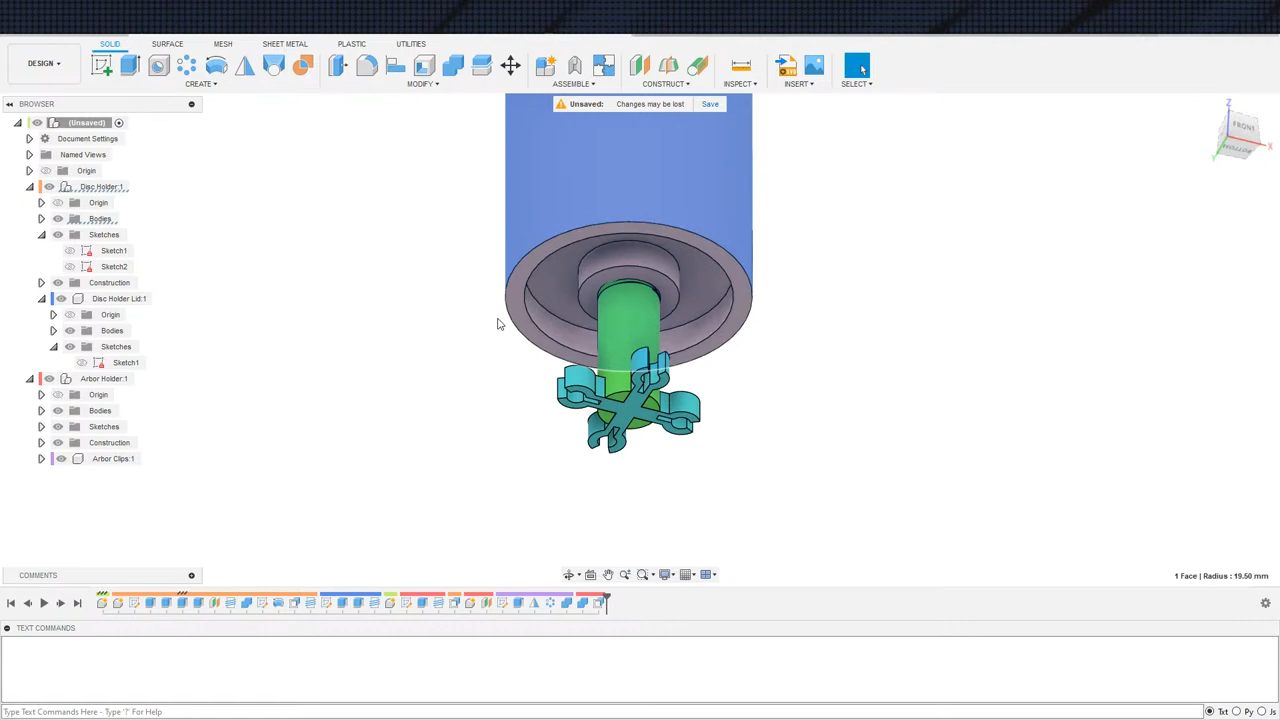 SOLID SURFACE MESH SHEET METAL PLASTIC UTILITIES
DESIGN ▾
CREATE ▾ MODIFY ▾ ASSEMBLE ▾ CONSTRUCT ▾ INSPECT ▾ INSERT ▾ SELECT ▾
BROWSER
Unsaved: Changes may be lost Save
(Unsaved)
Document Settings
Named Views
Origin
Disc Holder:1
Origin
Bodies
Sketches
Sketch1
Sketch2
Construction
Disc Holder Lid:1
Origin
Bodies
Sketches
Sketch1
Arbor Holder:1
Origin
Bodies
Sketches
Construction
Arbor Clips:1
Z
FRONT
BOTTOM
X
Y
COMMENTS
1 Face | Radius : 19.50 mm
TEXT COMMANDS
Type Text Commands Here - Type '?' For Help
Txt Py Js